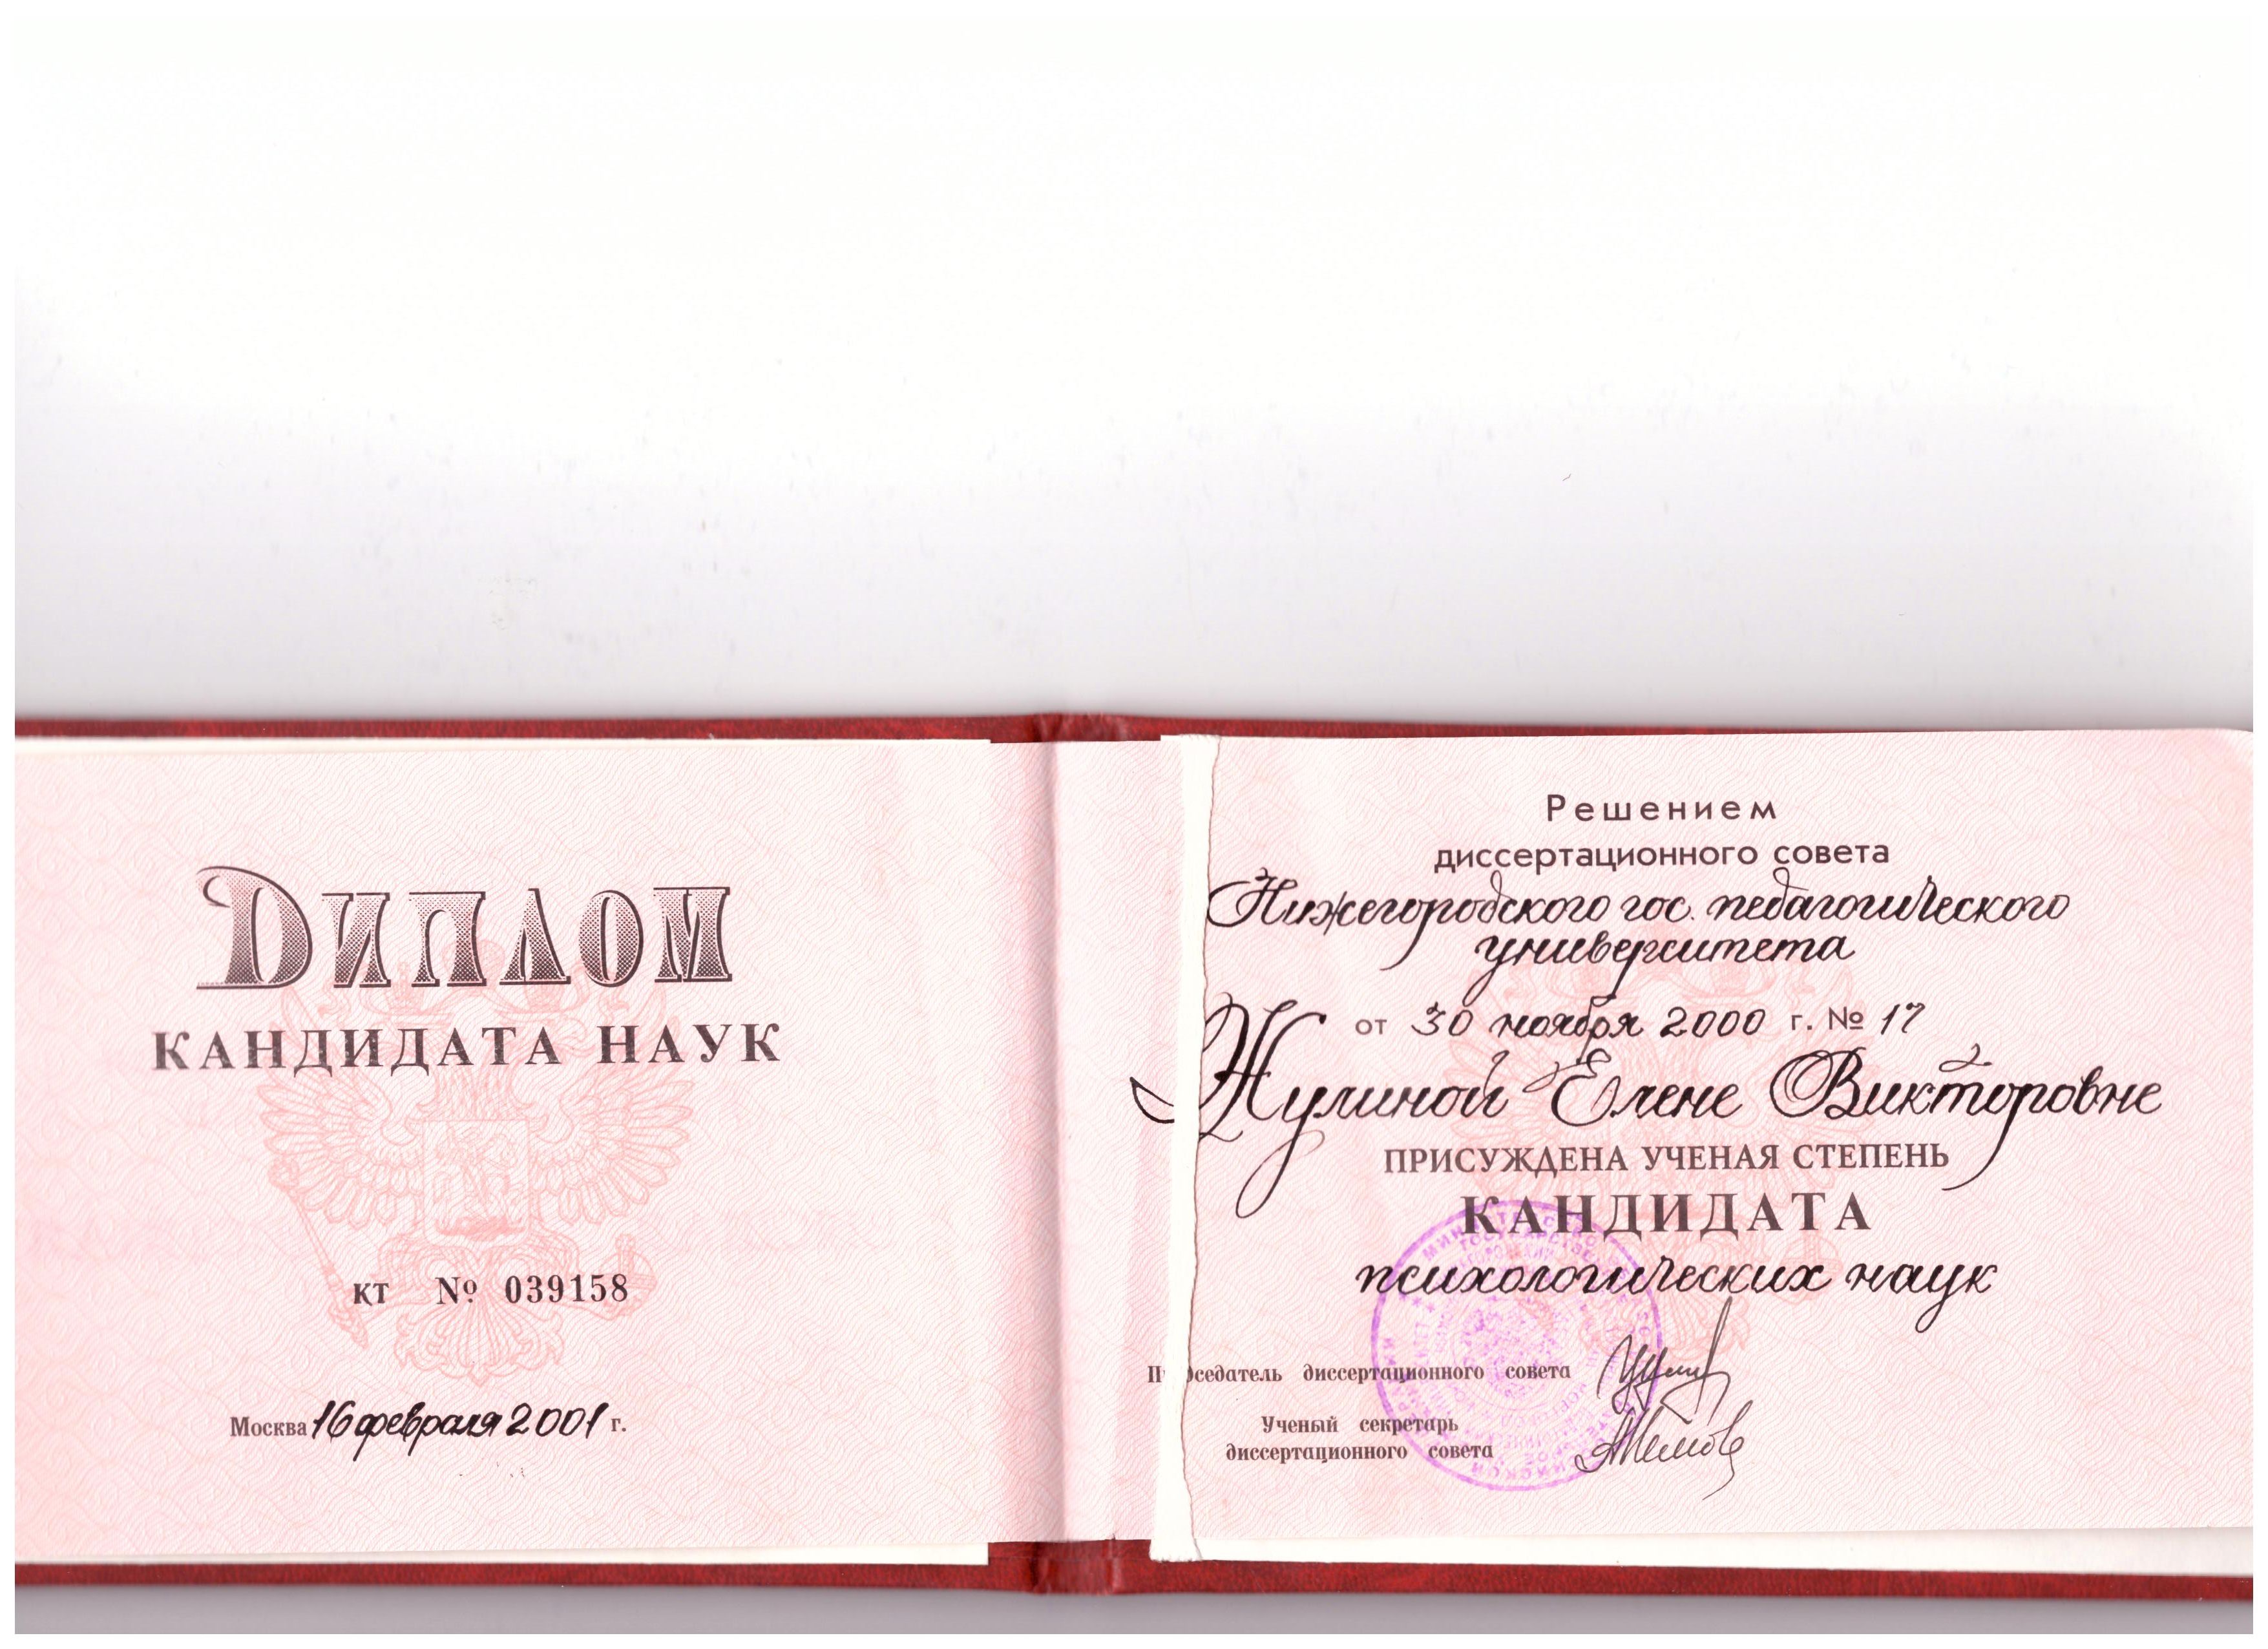 Диплом
КАНДИДАТА НАУК
КТ № 039158
Москва 16 февраля 2001 г.
Решением
диссертационного совета
Нижегородского гос. педагогического
университета
от 30 ноября 2000 г. № 17
Жулиной Елене Викторовне
ПРИСУЖДЕНА УЧЕНАЯ СТЕПЕНЬ
КАНДИДАТА
психологических наук
диссертационного совета
Ученый секретарь
диссертационного совета